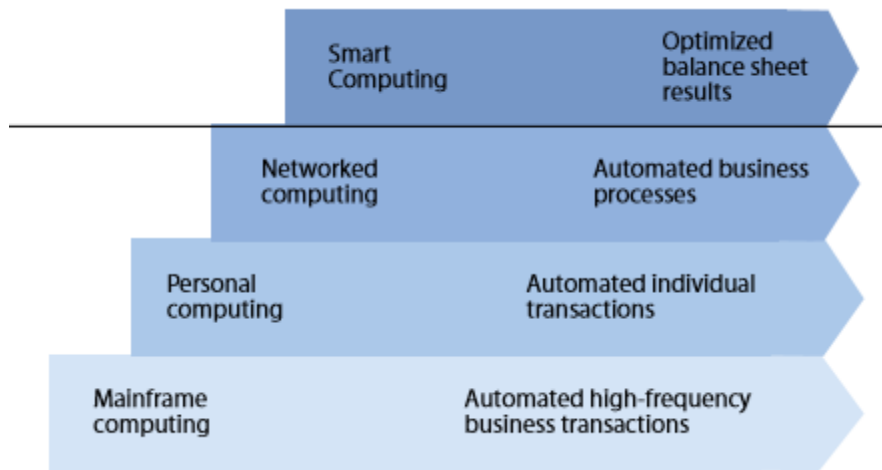 Smart
Computing
Optimized
balance sheet
results
Networked
computing
Automated business
processes
Personal
computing
Automated individual
transactions
Mainframe
computing
Automated high-frequency
business transactions